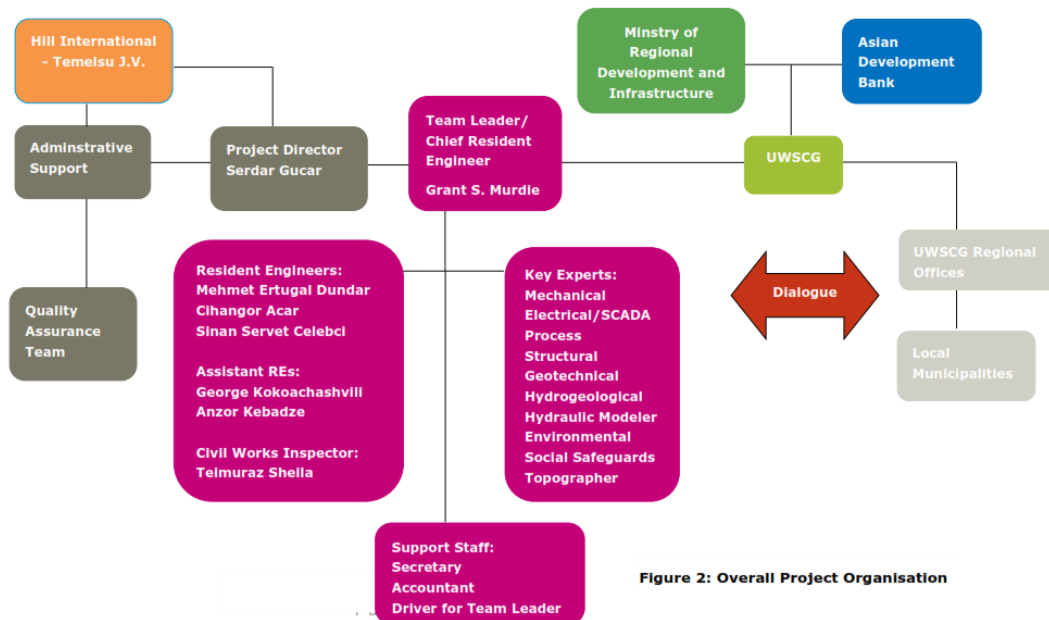 Hill International
– Temelsu J.V.
Minstry of
Regional
Development and
Infrastructure
Asian
Development
Bank
Adminstrative
Support
Project Director
Serdar Gucar
Team Leader/
Chief Resident
Engineer
Grant S. Murdie
UWSCG
Quality
Assurance
Team
Resident Engineers:
Mehmet Ertugal Dundar
Cihangor Acar
Sinan Servet Celebci
Assistant REs:
George Kokoachashvili
Anzor Kebadze
Civil Works Inspector:
Telmuraz Sheila
Key Experts:
Mechanical
Electrical/SCADA
Process
Structural
Geotechnical
Hydrogeological
Hydraulic Modeler
Environmental
Social Safeguards
Topographer
Dialogue
UWSCG Regional
Offices
Local
Municipalities
Support Staff:
Secretary
Accountant
Driver for Team Leader
Figure 2: Overall Project Organisation